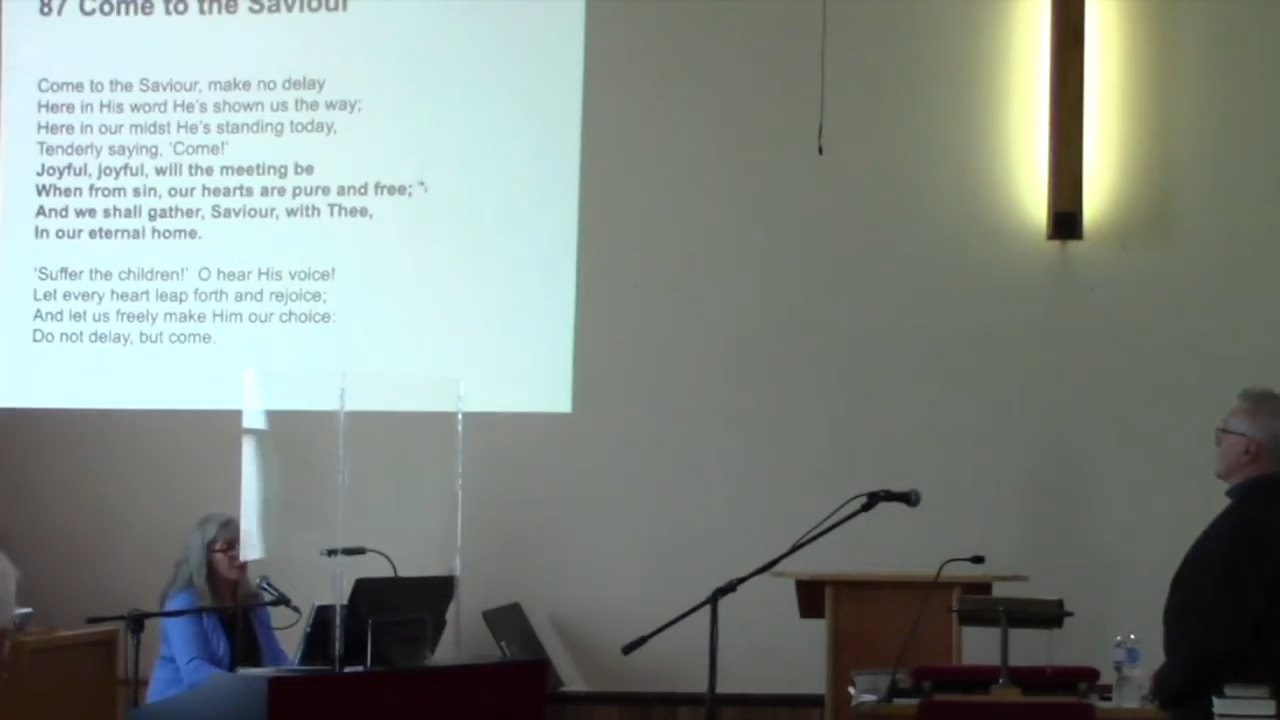 87 Come to the Saviour
Come to the Saviour, make no delay
Here in His word He's shown us the way;
Here in our midst He's standing today,
Tenderly saying, 'Come!'
Joyful, joyful, will the meeting be
When from sin, our hearts are pure and free;
And we shall gather, Saviour, with Thee,
In our eternal home.
'Suffer the children!' O hear His voice!
Let every heart leap forth and rejoice;
And let us freely make Him our choice:
Do not delay, but come.